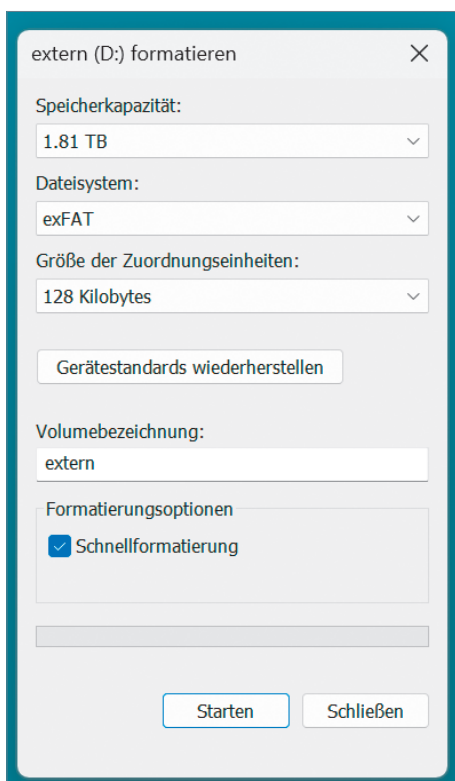 extern (D:) formatieren
Speicherkapazität:
1.81 TB
Dateisystem:
exFAT
Größe der Zuordnungseinheiten:
128 Kilobytes
Gerätestandards wiederherstellen
Volumebezeichnung:
extern
Formatierungsoptionen
Schnellformatierung
Starten
Schließen